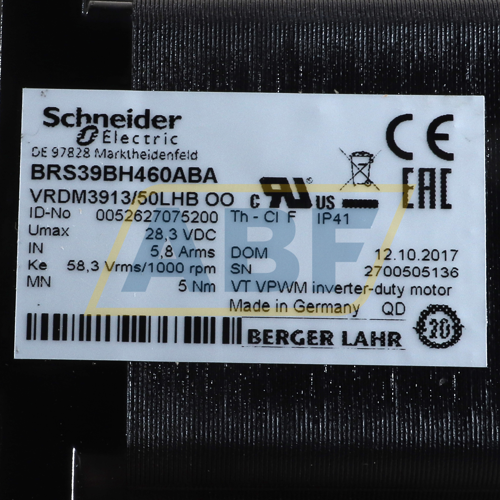 Schneider
Electric
DE 97828 Marktheidenfeld
BRS39BH460ABA
VRDM3913/50LHB OO
ID-No 0052627075200
Umax 28,3 VDC
IN 5,8 Arms
Ke 58,3 Vrms/1000 rpm
MN 5 Nm
c RU US
Th - Cl F IP41
DOM 12.10.2017
SN 2700505136
VT VPWM inverter-duty motor
Made in Germany QD
BERGER LAHR
CE
EAC
30
ABF